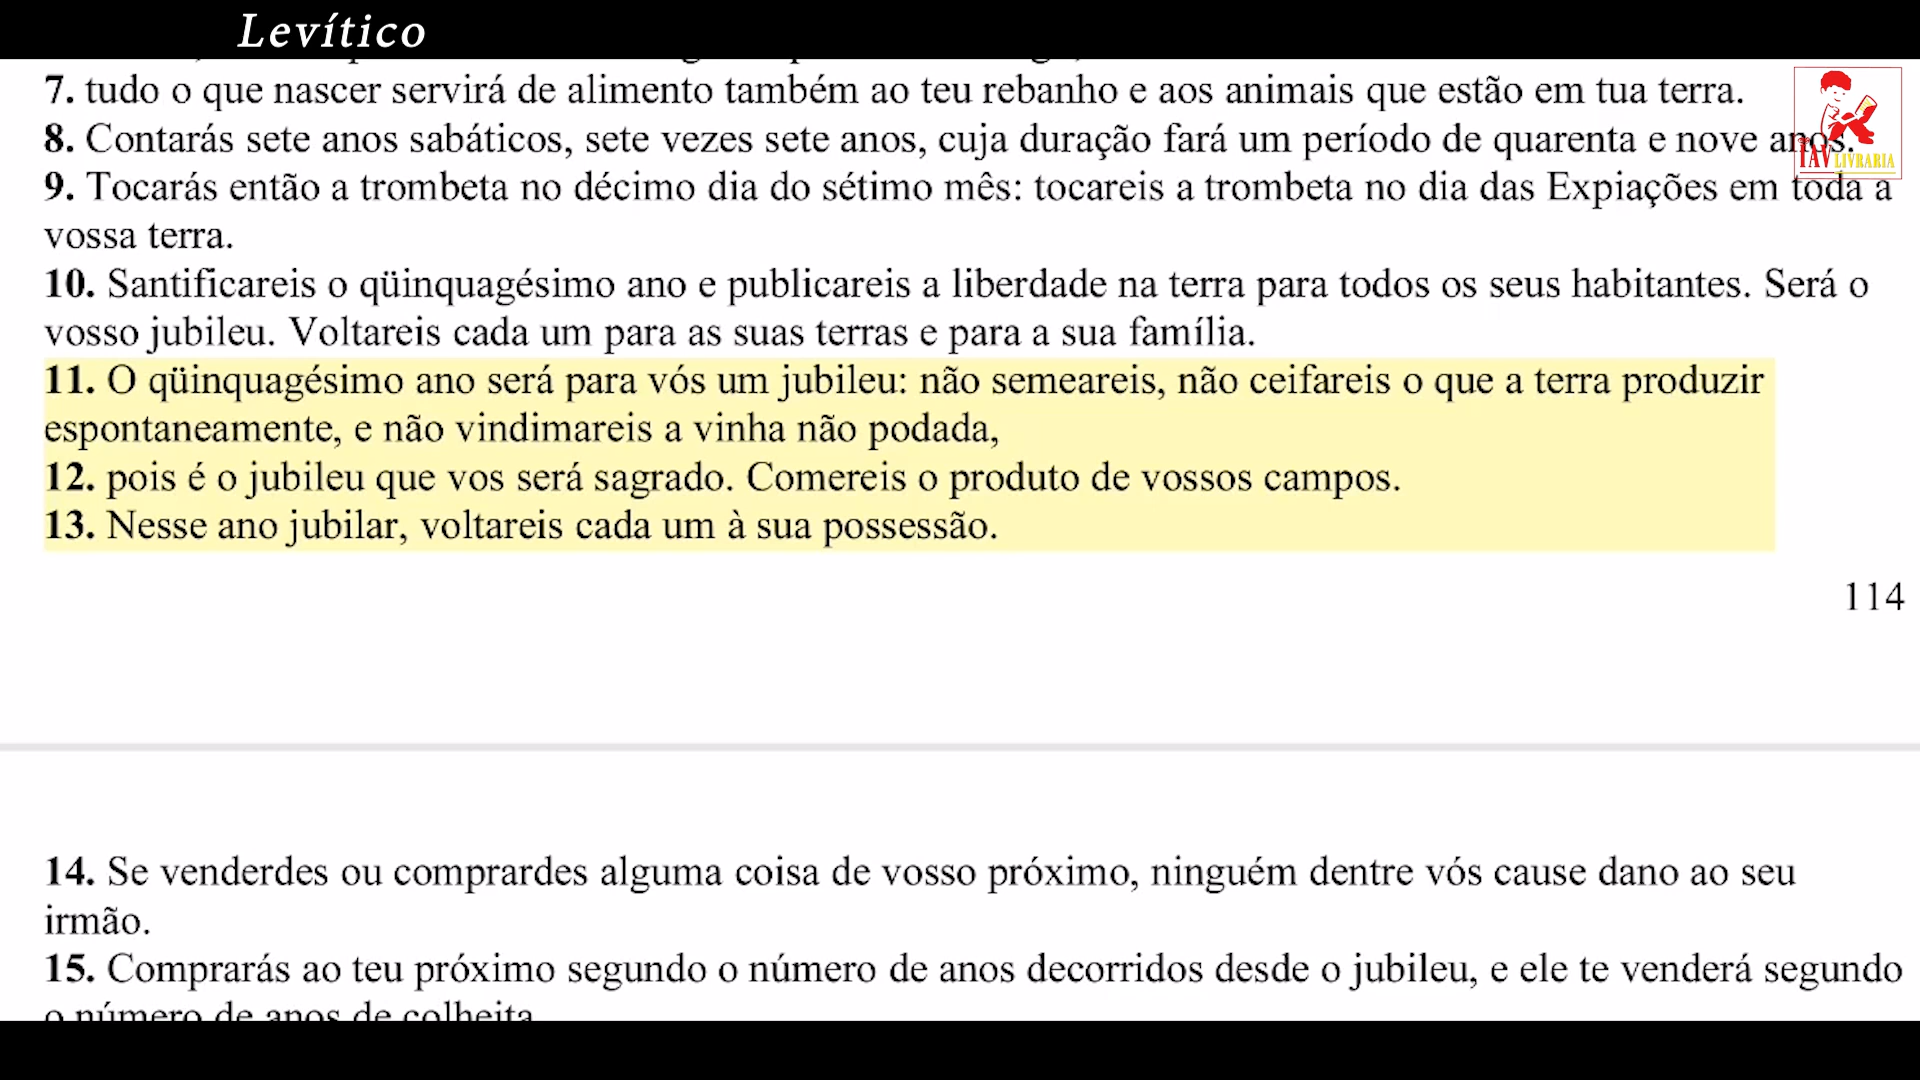 Levítico
7. tudo o que nascer servirá de alimento também ao teu rebanho e aos animais que estão em tua terra.
8. Contarás sete anos sabáticos, sete vezes sete anos, cuja duração fará um período de quarenta e nove anos.
IAV LIVRARIA
9. Tocarás então a trombeta no décimo dia do sétimo mês: tocareis a trombeta no dia das Expiações em toda a
vossa terra.
10. Santificareis o qüinquagésimo ano e publicareis a liberdade na terra para todos os seus habitantes. Será o
vosso jubileu. Voltareis cada um para as suas terras e para a sua família.
11. O qüinquagésimo ano será para vós um jubileu: não semeareis, não ceifareis o que a terra produzir
espontaneamente, e não vindimareis a vinha não podada,
12. pois é o jubileu que vos será sagrado. Comereis o produto de vossos campos.
13. Nesse ano jubilar, voltareis cada um à sua possessão.
114
14. Se venderdes ou comprardes alguma coisa de vosso próximo, ninguém dentre vós cause dano ao seu
irmão.
15. Comprarás ao teu próximo segundo o número de anos decorridos desde o jubileu, e ele te venderá segundo
o número de anos de colheita